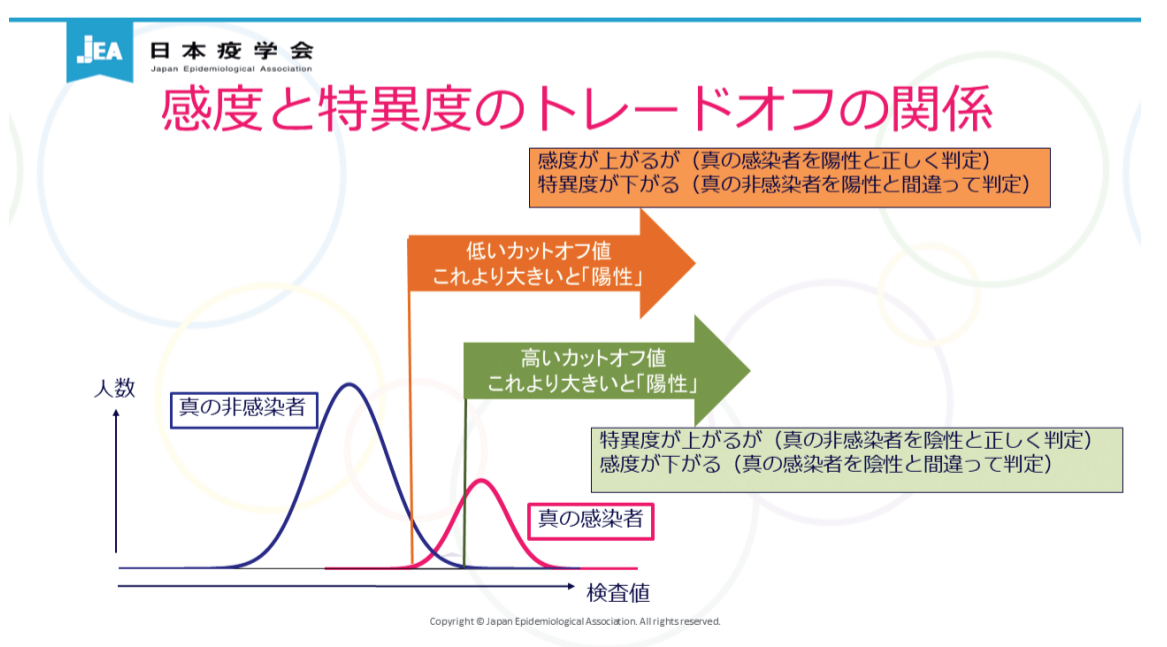 JEA 日本疫学会
Japan Epidemiological Association
感度と特異度のトレードオフの関係
感度が上がるが（真の感染者を陽性と正しく判定）
特異度が下がる（真の非感染者を陽性と間違って判定）
低いカットオフ値
これより大きいと「陽性」
高いカットオフ値
これより大きいと「陽性」
人数
真の非感染者
特異度が上がるが（真の非感染者を陰性と正しく判定）
感度が下がる（真の感染者を陰性と間違って判定）
真の感染者
検査値
Copyright © Japan Epidemiological Association. All rights reserved.